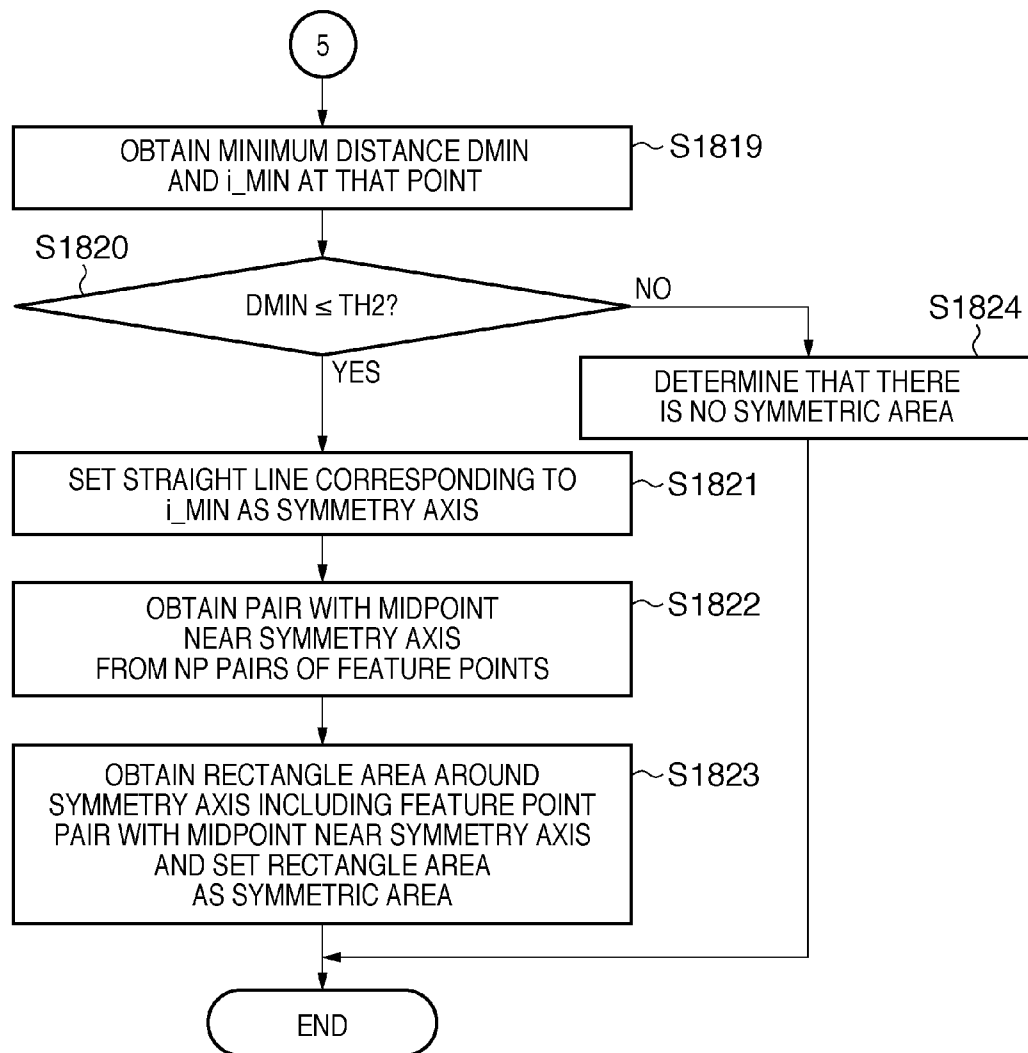 5
OBTAIN MINIMUM DISTANCE DMIN
AND i_MIN AT THAT POINT
S1819
S1820
DMIN ≤ TH2?
NO
YES
S1824
DETERMINE THAT THERE
IS NO SYMMETRIC AREA
SET STRAIGHT LINE CORRESPONDING TO
i_MIN AS SYMMETRY AXIS
S1821
OBTAIN PAIR WITH MIDPOINT
NEAR SYMMETRY AXIS
FROM NP PAIRS OF FEATURE POINTS
S1822
OBTAIN RECTANGLE AREA AROUND
SYMMETRY AXIS INCLUDING FEATURE POINT
PAIR WITH MIDPOINT NEAR SYMMETRY AXIS
AND SET RECTANGLE AREA
AS SYMMETRIC AREA
S1823
END